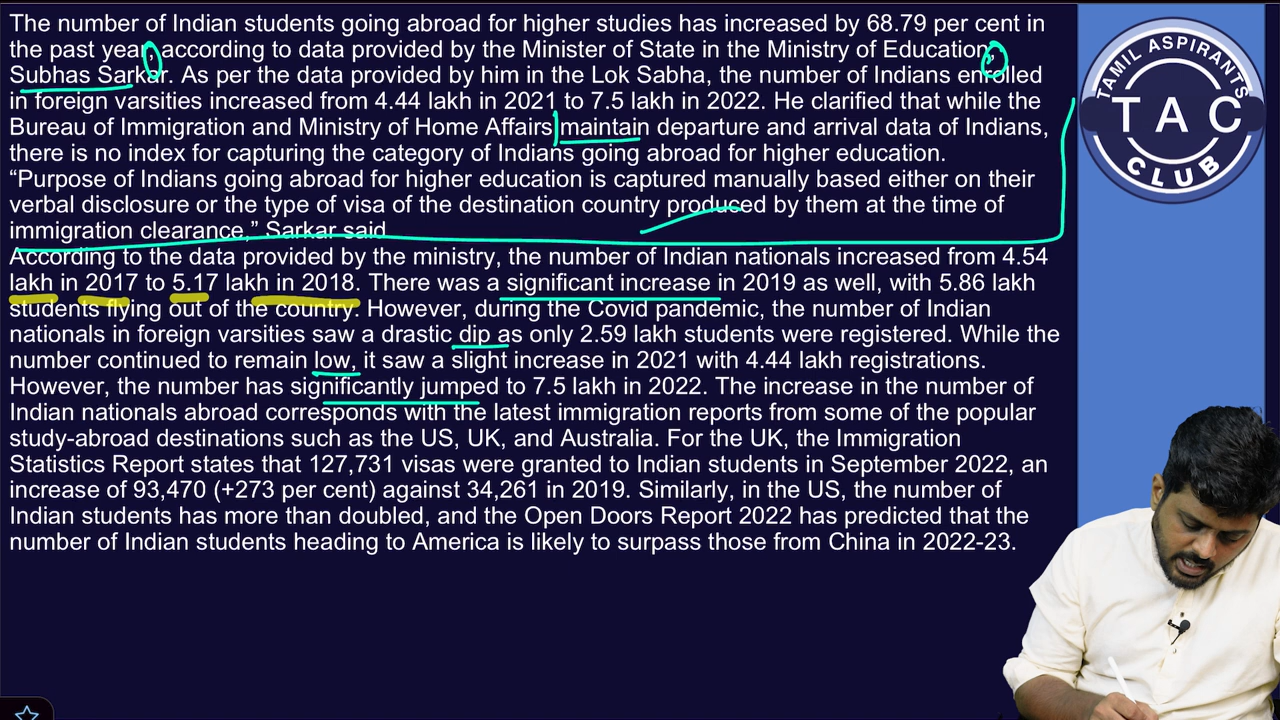 The number of Indian students going abroad for higher studies has increased by 68.79 per cent in
the past year, according to data provided by the Minister of State in the Ministry of Education,
Subhas Sarkar. As per the data provided by him in the Lok Sabha, the number of Indians enrolled
in foreign varsities increased from 4.44 lakh in 2021 to 7.5 lakh in 2022. He clarified that while the
Bureau of Immigration and Ministry of Home Affairs maintain departure and arrival data of Indians,
there is no index for capturing the category of Indians going abroad for higher education.
“Purpose of Indians going abroad for higher education is captured manually based either on their
verbal disclosure or the type of visa of the destination country produced by them at the time of
immigration clearance,” Sarkar said
According to the data provided by the ministry, the number of Indian nationals increased from 4.54
lakh in 2017 to 5.17 lakh in 2018. There was a significant increase in 2019 as well, with 5.86 lakh
students flying out of the country. However, during the Covid pandemic, the number of Indian
nationals in foreign varsities saw a drastic dip as only 2.59 lakh students were registered. While the
number continued to remain low, it saw a slight increase in 2021 with 4.44 lakh registrations.
However, the number has significantly jumped to 7.5 lakh in 2022. The increase in the number of
Indian nationals abroad corresponds with the latest immigration reports from some of the popular
study-abroad destinations such as the US, UK, and Australia. For the UK, the Immigration
Statistics Report states that 127,731 visas were granted to Indian students in September 2022, an
increase of 93,470 (+273 per cent) against 34,261 in 2019. Similarly, in the US, the number of
Indian students has more than doubled, and the Open Doors Report 2022 has predicted that the
number of Indian students heading to America is likely to surpass those from China in 2022-23.
TAMIL ASPIRANTS
TAC
CLUB